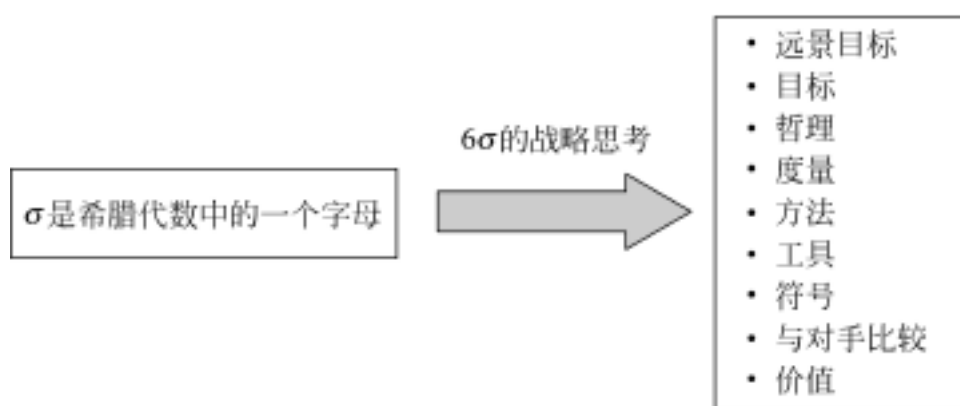 σ是希腊代数中的一个字母
6σ的战略思考
• 远景目标
• 目标
• 哲理
• 度量
• 方法
• 工具
• 符号
• 与对手比较
• 价值